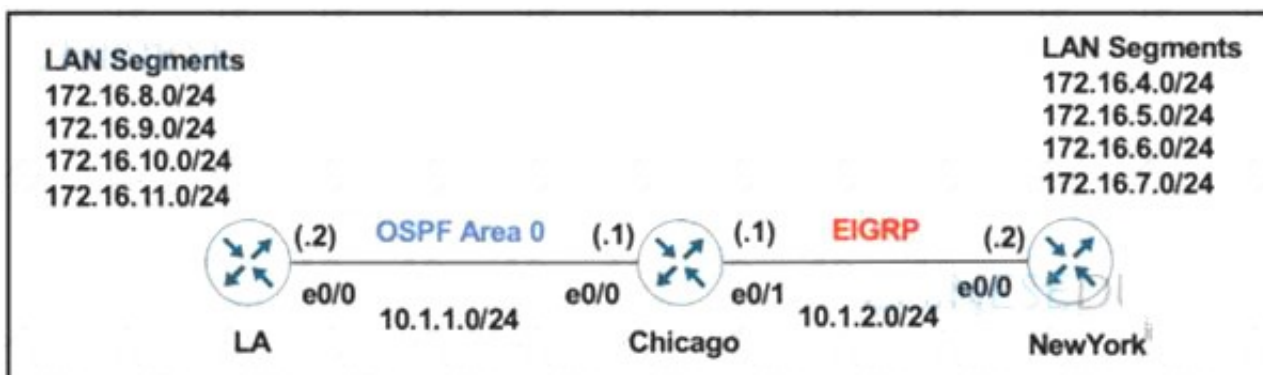 LAN Segments
172.16.8.0/24
172.16.9.0/24
172.16.10.0/24
172.16.11.0/24
LAN Segments
172.16.4.0/24
172.16.5.0/24
172.16.6.0/24
172.16.7.0/24
(.2) OSPF Area 0 (.1) (.1) EIGRP (.2)
e0/0 10.1.1.0/24 e0/0 e0/1 10.1.2.0/24 e0/0
LA Chicago NewYork